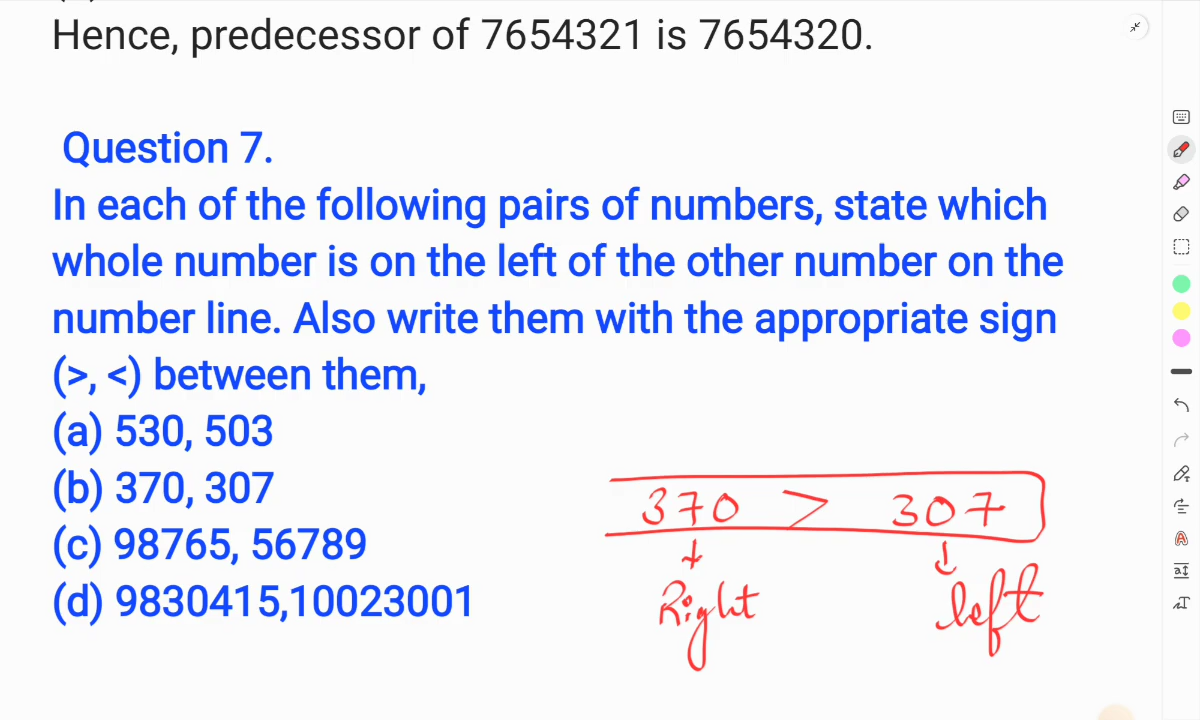 Hence, predecessor of 7654321 is 7654320.
Question 7.
In each of the following pairs of numbers, state which
whole number is on the left of the other number on the
number line. Also write them with the appropriate sign
(>, <) between them,
(a) 530, 503
(b) 370, 307
(c) 98765, 56789
(d) 9830415,10023001
370 > 307
↓ ↓
Right left